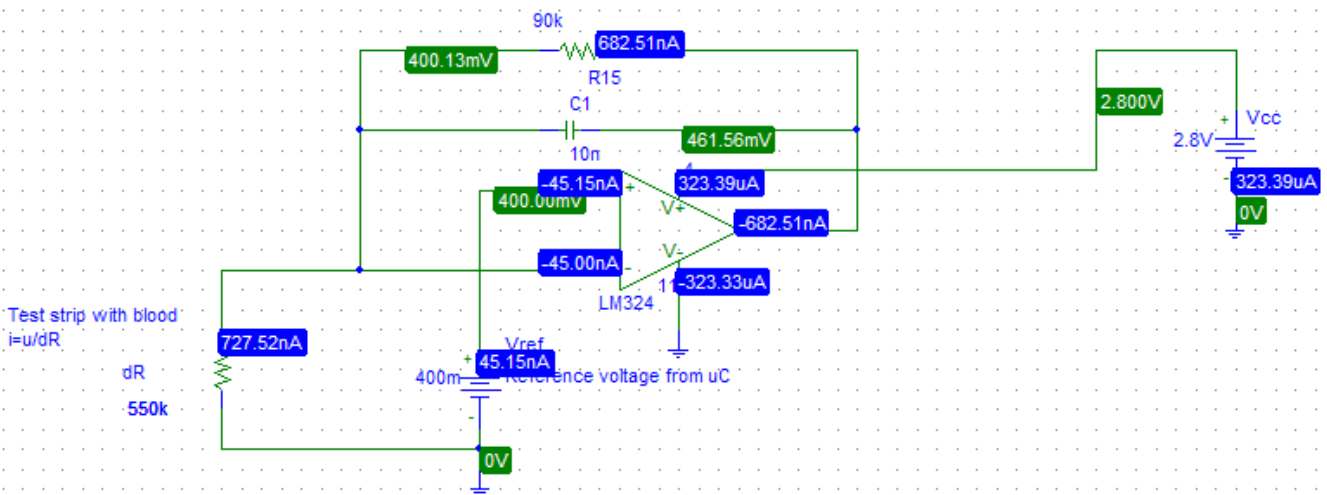 90k
682.51nA
400.13mV
R15
C1
2.800V
+ Vcc
461.56mV
2.8V
10n
-45.15nA
+
323.39uA
-
323.39uA
400.00mV
V+
0V
-682.51nA
-45.00nA
-
V-
11
-323.33uA
LM324
Test strip with blood
i=u/dR
727.52nA
Vref
+
45.15nA
dR
400m
Reference voltage from uC
550k
-
0V